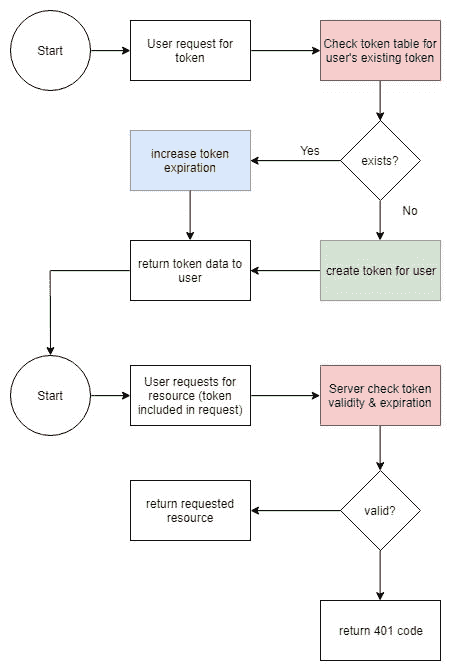 Start
User request for
token
Check token table for
user's existing token
exists?
Yes
increase token
expiration
No
create token for user
return token data to
user
Start
User requests for
resource (token
included in request)
Server check token
validity & expiration
valid?
return requested
resource
return 401 code